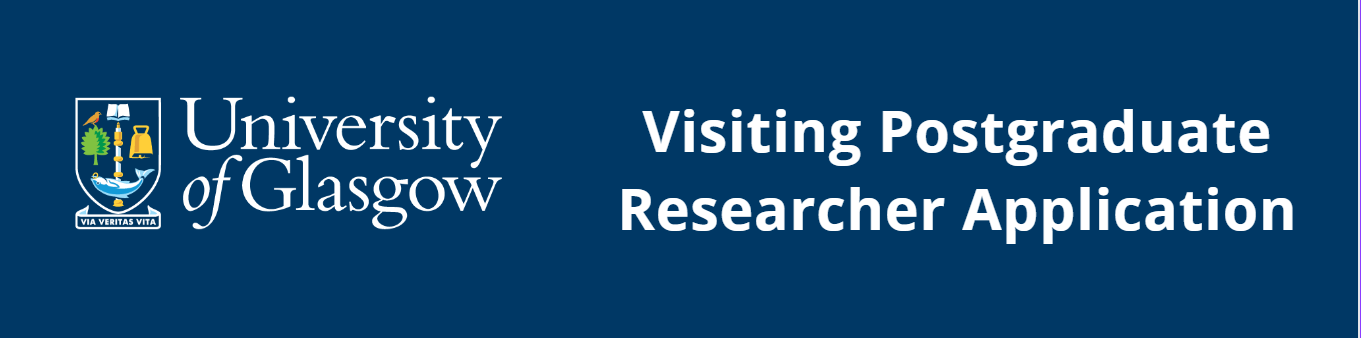 University
of Glasgow
VIA VERITAS VITA
Visiting Postgraduate
Researcher Application